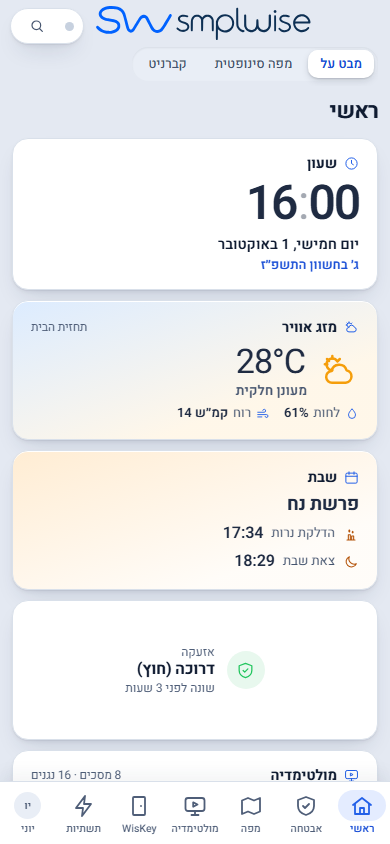 smplwise
מבט על
מפה סינופטית
קברניט
ראשי
שעון
16:00
יום חמישי, 1 באוקטובר
ג׳ בחשוון התשפ״ז
מזג אוויר
תחזית הבית
28°C
מעונן חלקית
לחות 61% רוח 14 קמ״ש
שבת
פרשת נח
הדלקת נרות 17:34
צאת שבת 18:29
אזעקה
דרוכה (חוץ)
שונה לפני 3 שעות
מולטימדיה
8 מסכים · 16 נגנים
ראשי
אבטחה
מפה
מולטימדיה
WisKey
תשתיות
יו
יוני